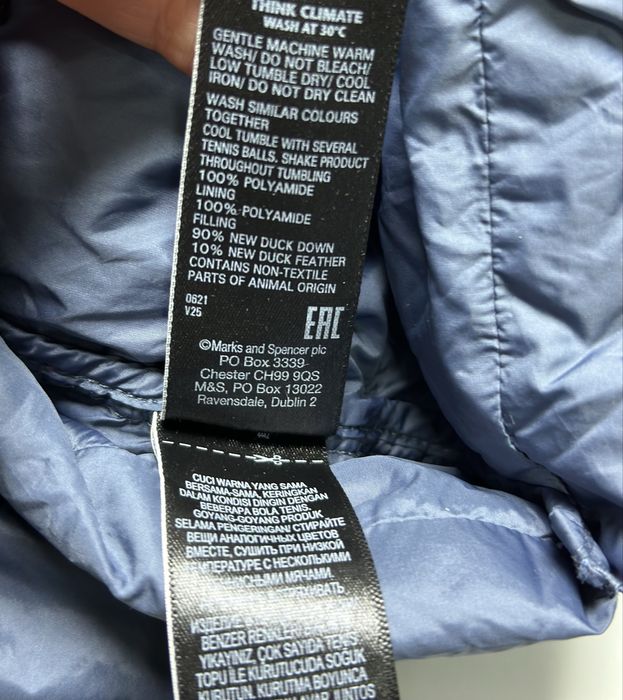 THINK CLIMATE
WASH AT 30°C
GENTLE MACHINE WARM
WASH/ DO NOT BLEACH/
LOW TUMBLE DRY/ COOL
IRON/ DO NOT DRY CLEAN
WASH SIMILAR COLOURS
TOGETHER
COOL TUMBLE WITH SEVERAL
TENNIS BALLS. SHAKE PRODUCT
THROUGHOUT TUMBLING
100% POLYAMIDE
LINING
100% POLYAMIDE
FILLING
90% NEW DUCK DOWN
10% NEW DUCK FEATHER
CONTAINS NON-TEXTILE
PARTS OF ANIMAL ORIGIN
0621
V25
EAC
©Marks and Spencer plc
PO Box 3339
Chester CH99 9QS
M&S, PO Box 13022
Ravensdale, Dublin 2
CUCI WARNA YANG SAMA
BERSAMA-SAMA, KERINGKAN
DALAM KONDISI DINGIN DENGAN
BEBERAPA BOLA TENIS,
GOYANG-GOYANG PRODUK
SELAMA PENGERINGAN/ СТИРАЙТЕ
ВЕЩИ АНАЛОГИЧНЫХ ЦВЕТОВ
ВМЕСТЕ, СУШИТЬ ПРИ НИЗКОЙ
ТЕМПЕРАТУРЕ С НЕСКОЛЬКИМИ
МЯЧАМИ.
BENZER RENKLERİ
YIKAYINIZ, ÇOK SAYIDA TENİS
TOPU İLE KURUTUCUDA SOĞUK
KURUTMA BOYUNCA
JUNTOS